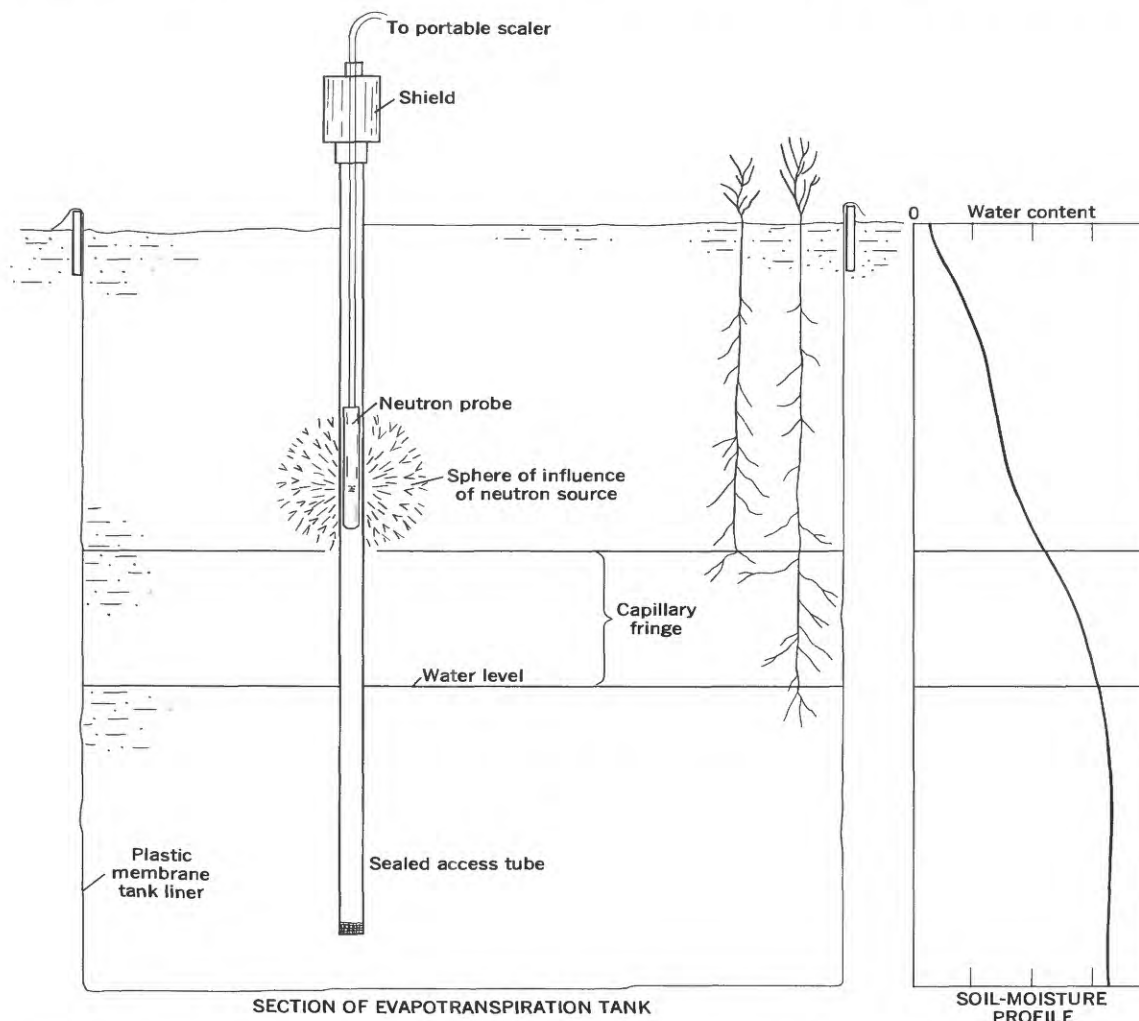 To portable scaler
Shield
0
Water content
Neutron probe
Sphere of influence
of neutron source
Capillary
fringe
Water level
Plastic
membrane
tank liner
Sealed access tube
SECTION OF EVAPOTRANSPIRATION TANK
SOIL-MOISTURE
PROFILE